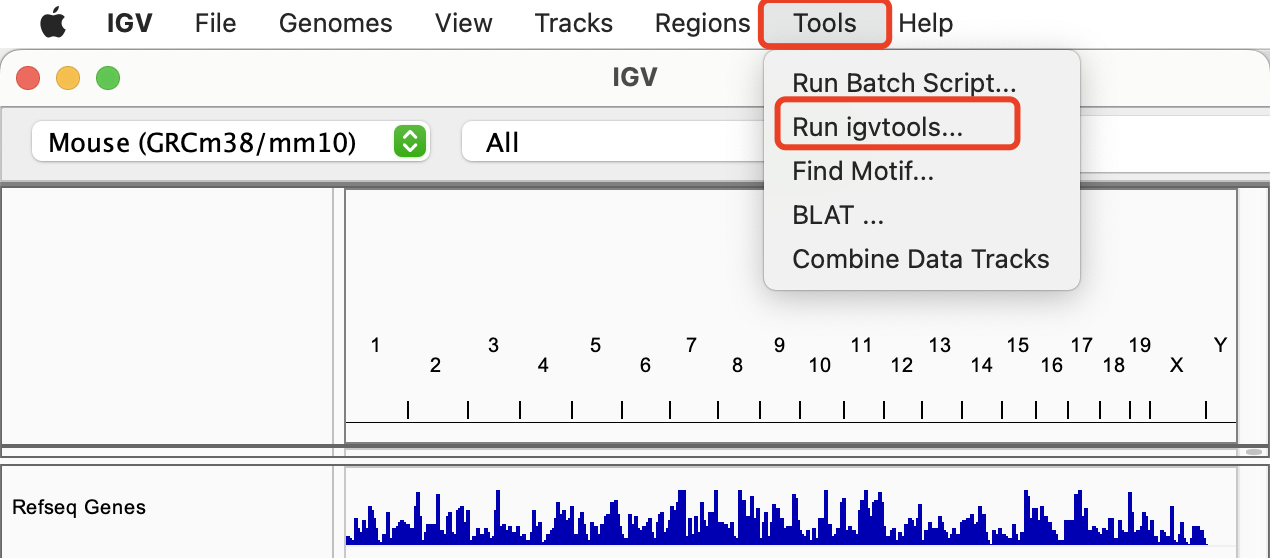 IGV File Genomes View Tracks Regions Tools Help
IGV
Run Batch Script...
Mouse (GRCm38/mm10) All
Run igvtools...
Find Motif...
BLAT ...
Combine Data Tracks
1 3 5 7 9 11 13 15 17 19 Y
2 4 6 8 10 12 14 16 18 X
Refseq Genes